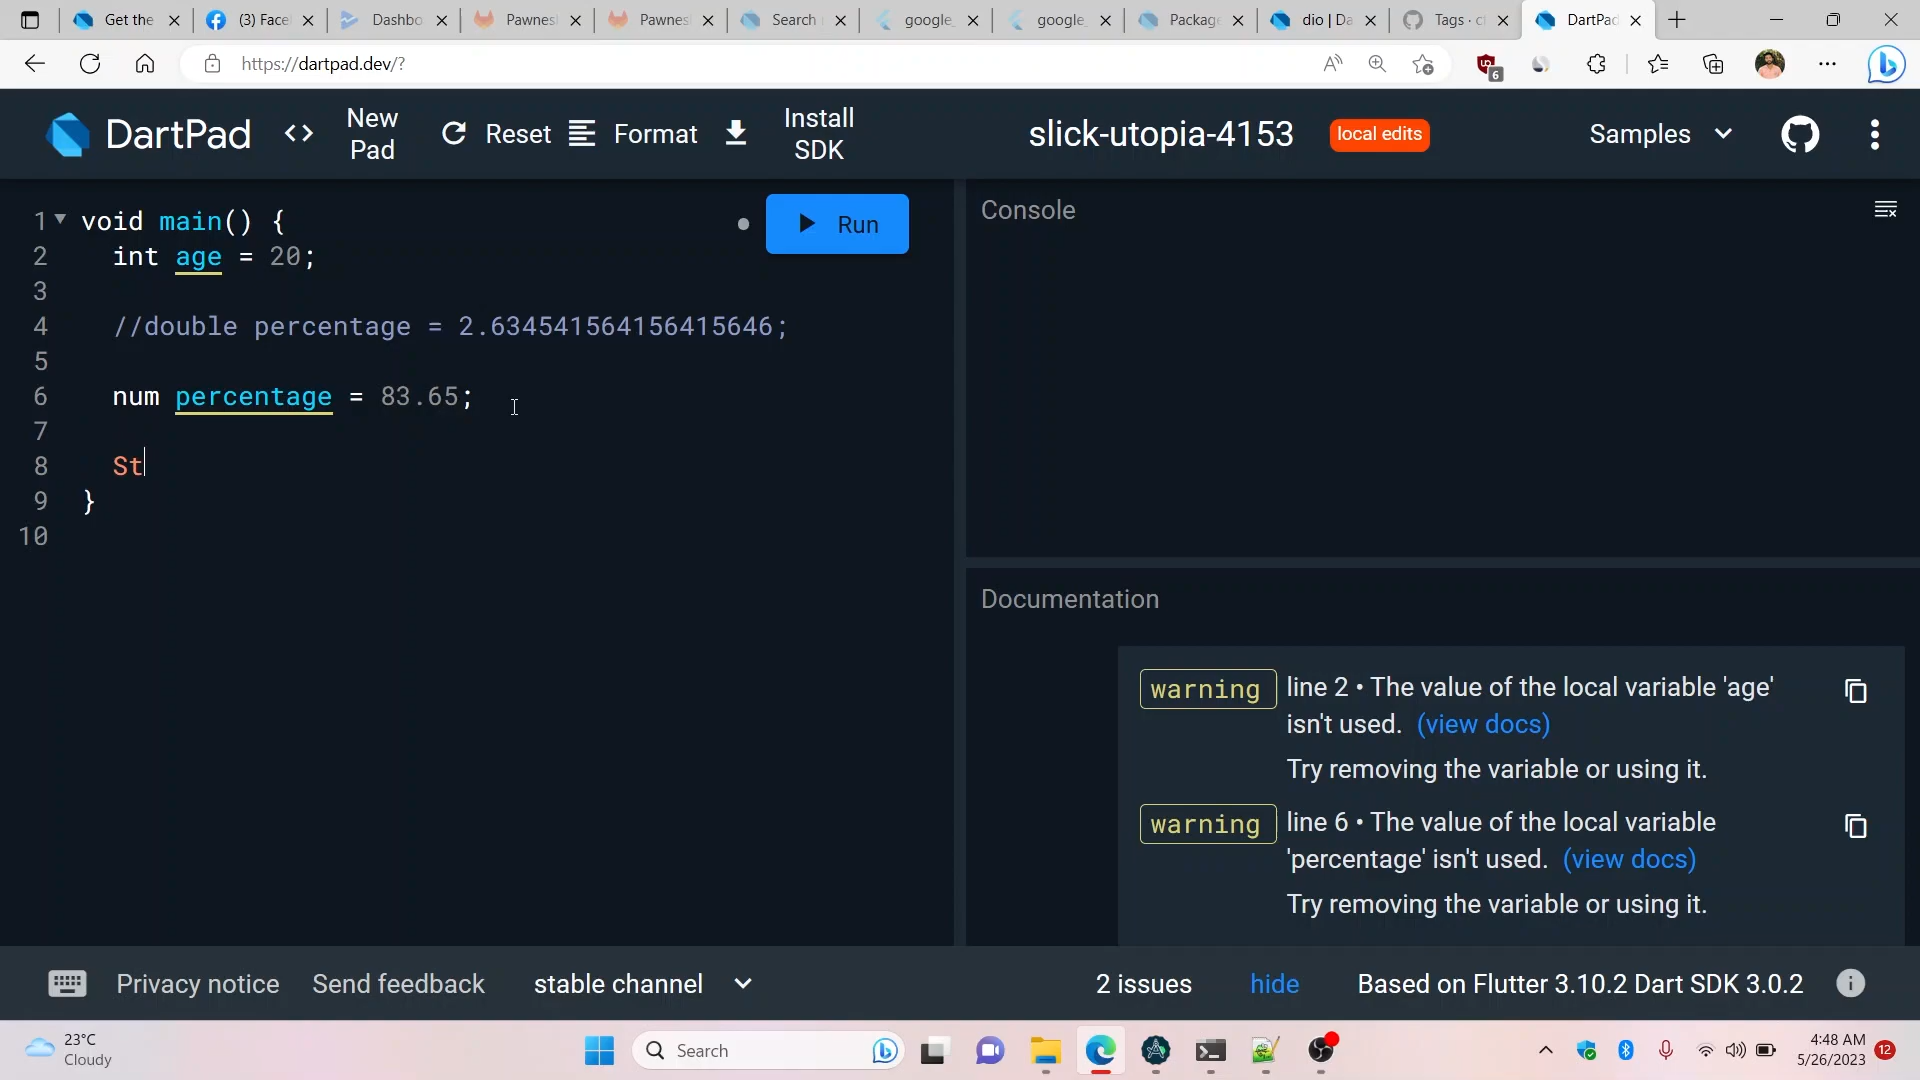 Get the
(3) Face
Dashbo
Pawnes
Pawnes
Search
google_
google_
Package
dio | Da
Tags · c
DartPad
https://dartpad.dev/?
6
DartPad
New Pad
Reset
Format
Install SDK
slick-utopia-4153
local edits
Samples
1 void main() {
2 int age = 20;
3
4 //double percentage = 2.634541564156415646;
5
6 num percentage = 83.65;
7
8 St
9 }
10
Run
Console
Documentation
warning line 2 • The value of the local variable 'age'
isn't used. (view docs)
Try removing the variable or using it.
warning line 6 • The value of the local variable
'percentage' isn't used. (view docs)
Try removing the variable or using it.
Privacy notice
Send feedback
stable channel
2 issues
hide
Based on Flutter 3.10.2 Dart SDK 3.0.2
23°C
Cloudy
Search
4:48 AM
5/26/2023
12